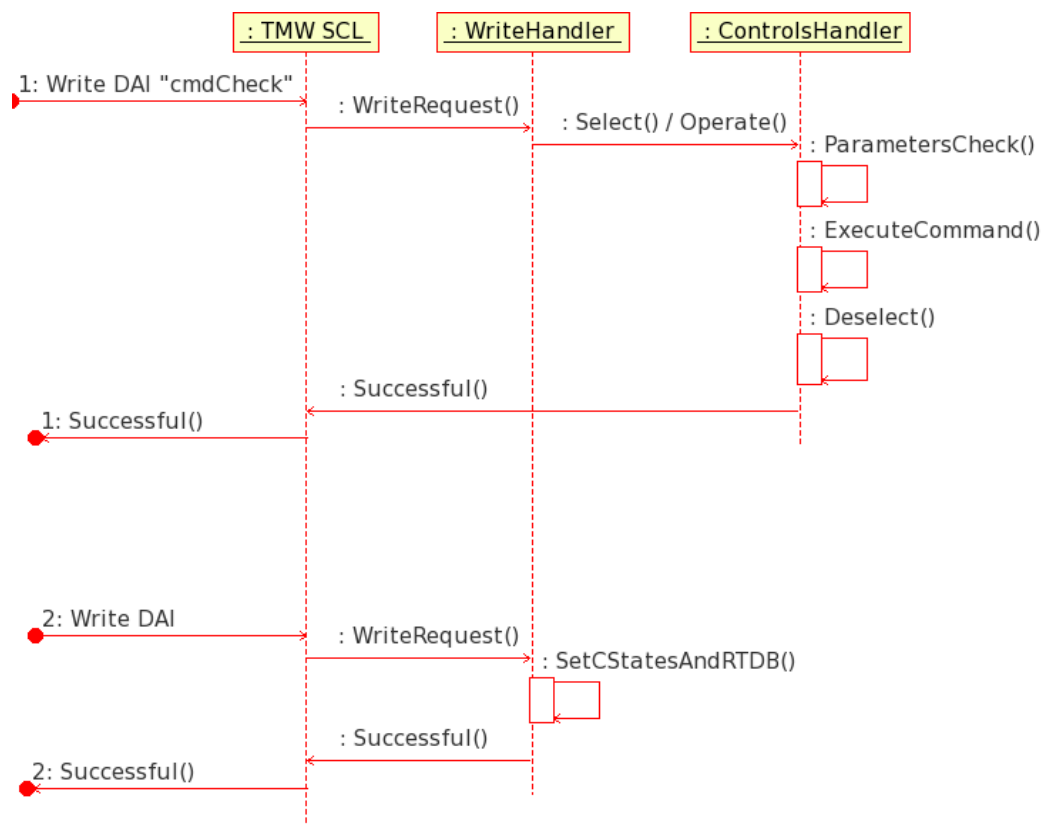 : TMW SCL
: WriteHandler
: ControlsHandler
1: Write DAI "cmdCheck"
: WriteRequest()
: Select() / Operate()
: ParametersCheck()
: ExecuteCommand()
: Deselect()
: Successful()
1: Successful()
2: Write DAI
: WriteRequest()
: SetCStatesAndRTDB()
: Successful()
2: Successful()